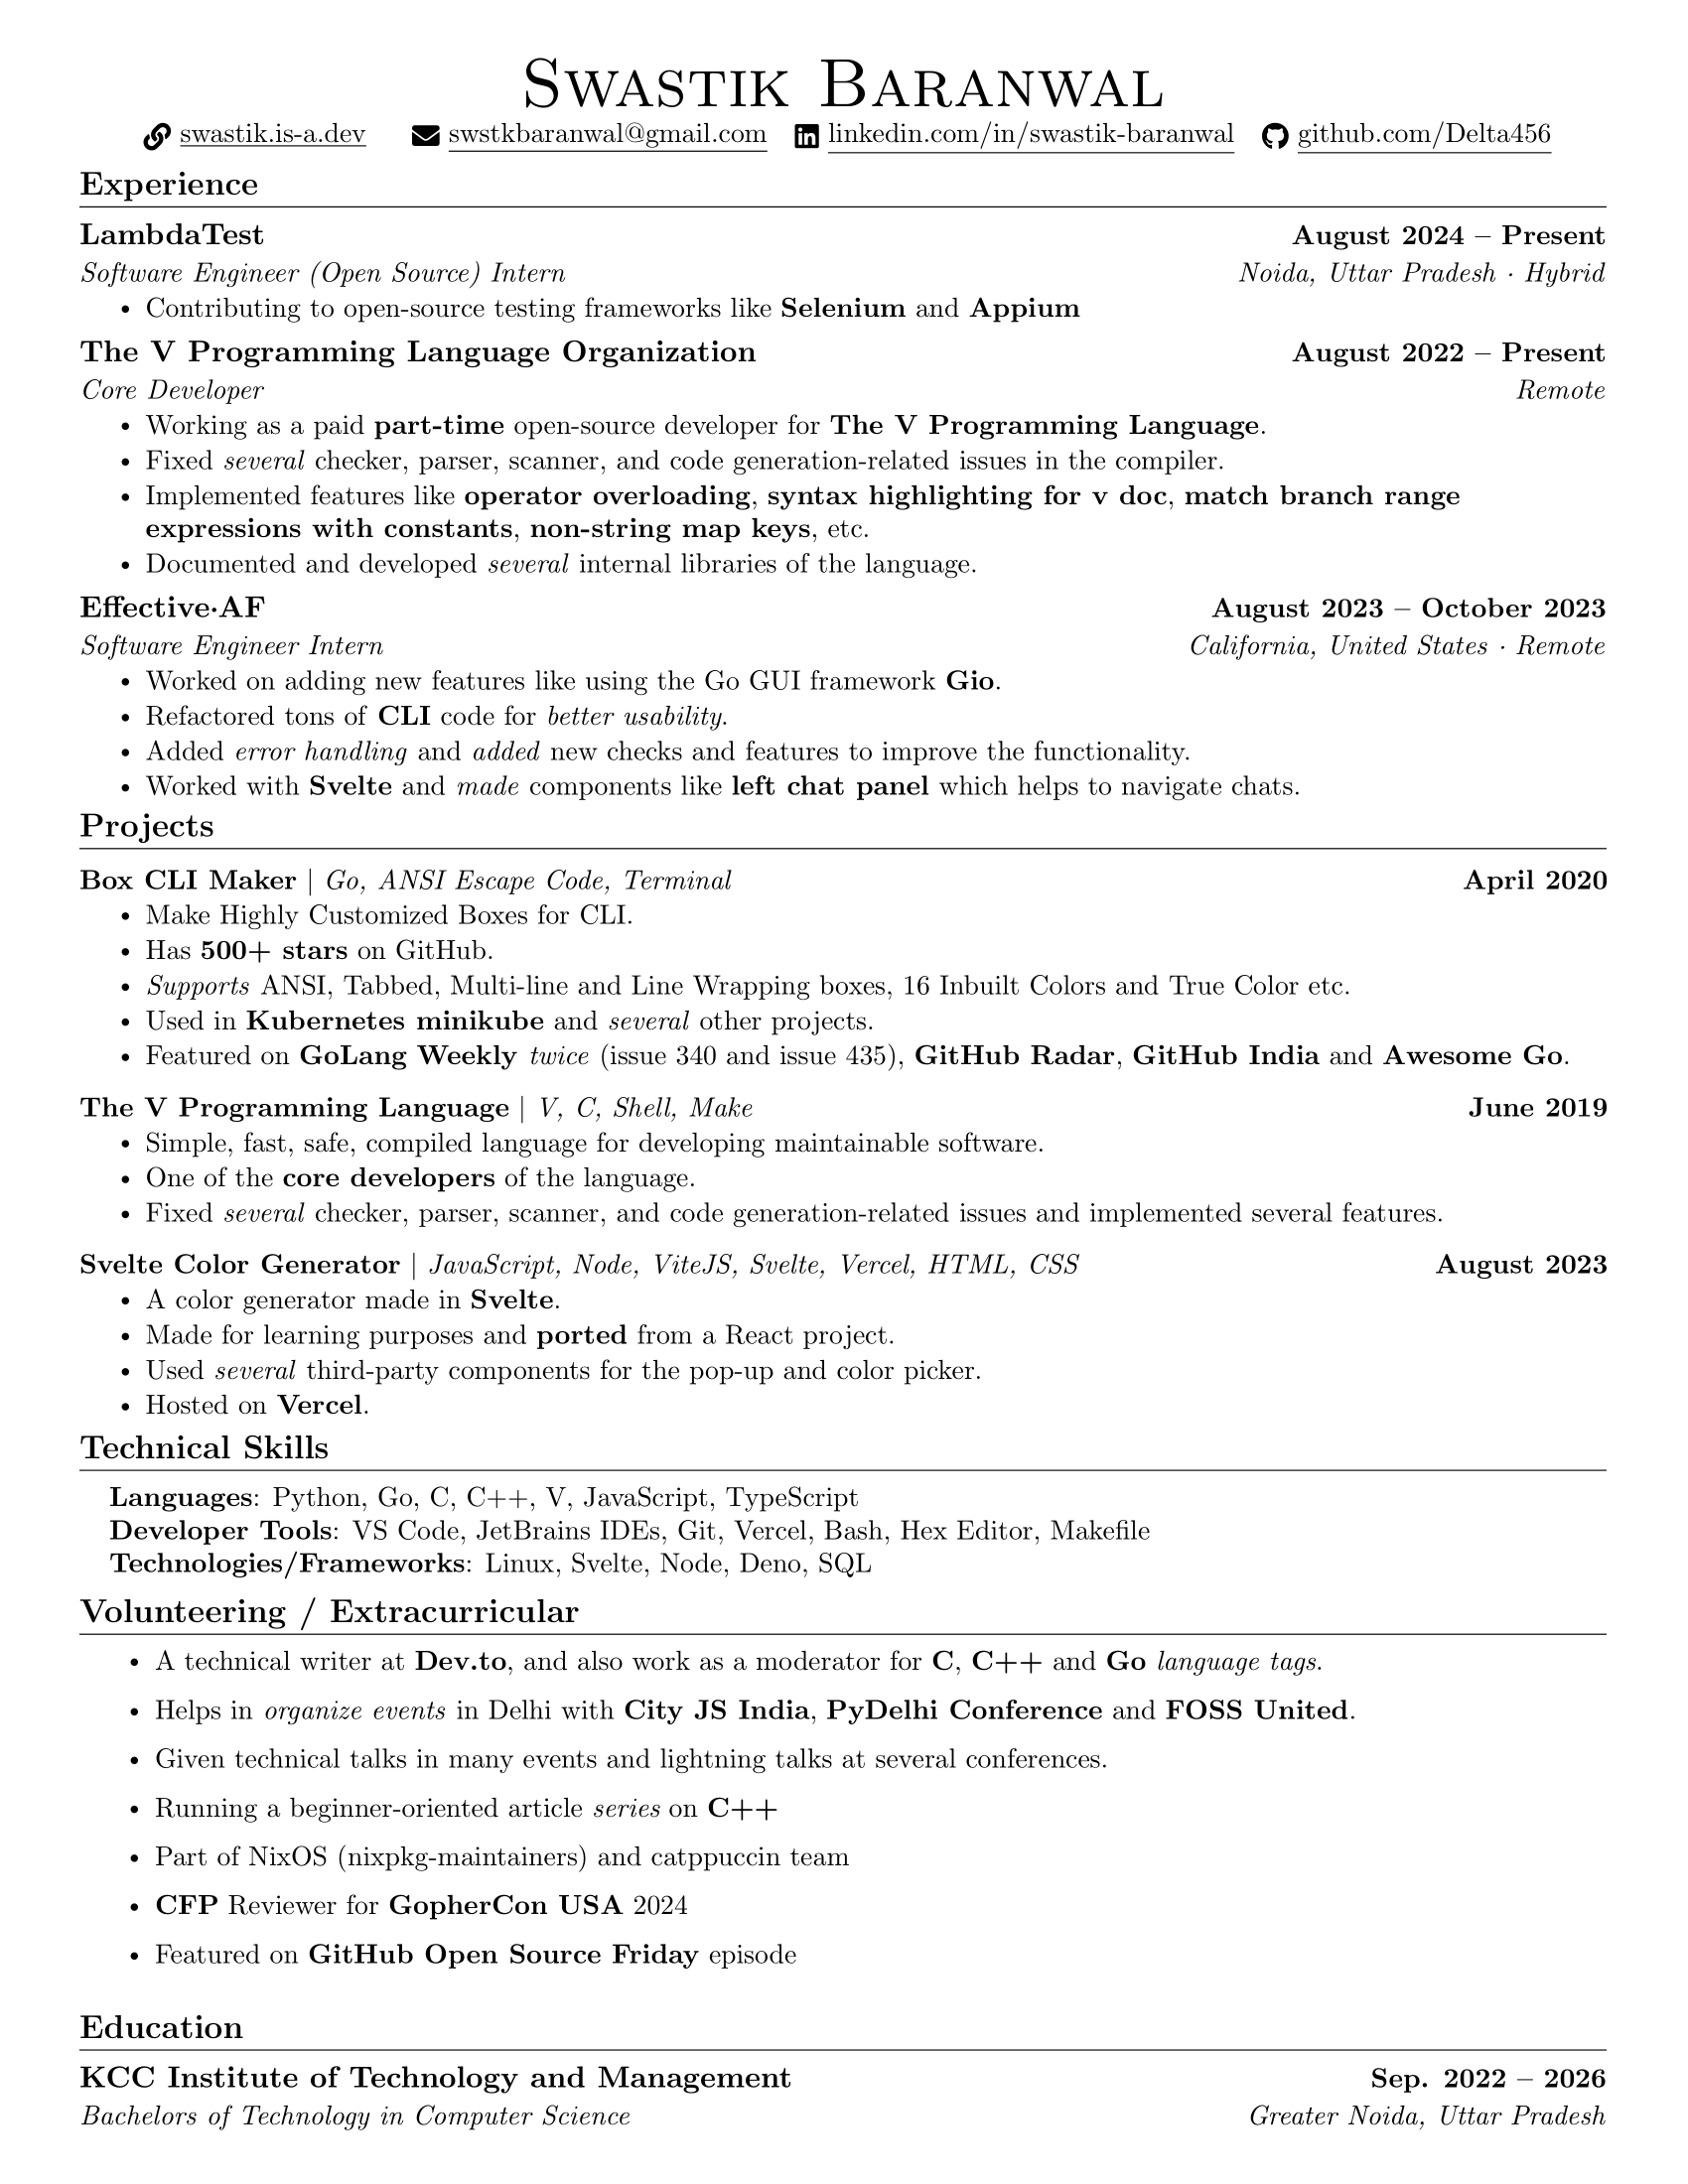 Swastik Baranwal
swastik.is-a.dev swstkbaranwal@gmail.com linkedin.com/in/swastik-baranwal github.com/Delta456
Experience
LambdaTest August 2024 – Present
Software Engineer (Open Source) Intern Noida, Uttar Pradesh · Hybrid
• Contributing to open-source testing frameworks like Selenium and Appium
The V Programming Language Organization August 2022 – Present
Core Developer Remote
• Working as a paid part-time open-source developer for The V Programming Language.
• Fixed several checker, parser, scanner, and code generation-related issues in the compiler.
• Implemented features like operator overloading, syntax highlighting for v doc, match branch range
expressions with constants, non-string map keys, etc.
• Documented and developed several internal libraries of the language.
Effective·AF August 2023 – October 2023
Software Engineer Intern California, United States · Remote
• Worked on adding new features like using the Go GUI framework Gio.
• Refactored tons of CLI code for better usability.
• Added error handling and added new checks and features to improve the functionality.
• Worked with Svelte and made components like left chat panel which helps to navigate chats.
Projects
Box CLI Maker | Go, ANSI Escape Code, Terminal April 2020
• Make Highly Customized Boxes for CLI.
• Has 500+ stars on GitHub.
• Supports ANSI, Tabbed, Multi-line and Line Wrapping boxes, 16 Inbuilt Colors and True Color etc.
• Used in Kubernetes minikube and several other projects.
• Featured on GoLang Weekly twice (issue 340 and issue 435), GitHub Radar, GitHub India and Awesome Go.
The V Programming Language | V, C, Shell, Make June 2019
• Simple, fast, safe, compiled language for developing maintainable software.
• One of the core developers of the language.
• Fixed several checker, parser, scanner, and code generation-related issues and implemented several features.
Svelte Color Generator | JavaScript, Node, ViteJS, Svelte, Vercel, HTML, CSS August 2023
• A color generator made in Svelte.
• Made for learning purposes and ported from a React project.
• Used several third-party components for the pop-up and color picker.
• Hosted on Vercel.
Technical Skills
Languages: Python, Go, C, C++, V, JavaScript, TypeScript
Developer Tools: VS Code, JetBrains IDEs, Git, Vercel, Bash, Hex Editor, Makefile
Technologies/Frameworks: Linux, Svelte, Node, Deno, SQL
Volunteering / Extracurricular
• A technical writer at Dev.to, and also work as a moderator for C, C++ and Go language tags.
• Helps in organize events in Delhi with City JS India, PyDelhi Conference and FOSS United.
• Given technical talks in many events and lightning talks at several conferences.
• Running a beginner-oriented article series on C++
• Part of NixOS (nixpkg-maintainers) and catppuccin team
• CFP Reviewer for GopherCon USA 2024
• Featured on GitHub Open Source Friday episode
Education
KCC Institute of Technology and Management Sep. 2022 – 2026
Bachelors of Technology in Computer Science Greater Noida, Uttar Pradesh